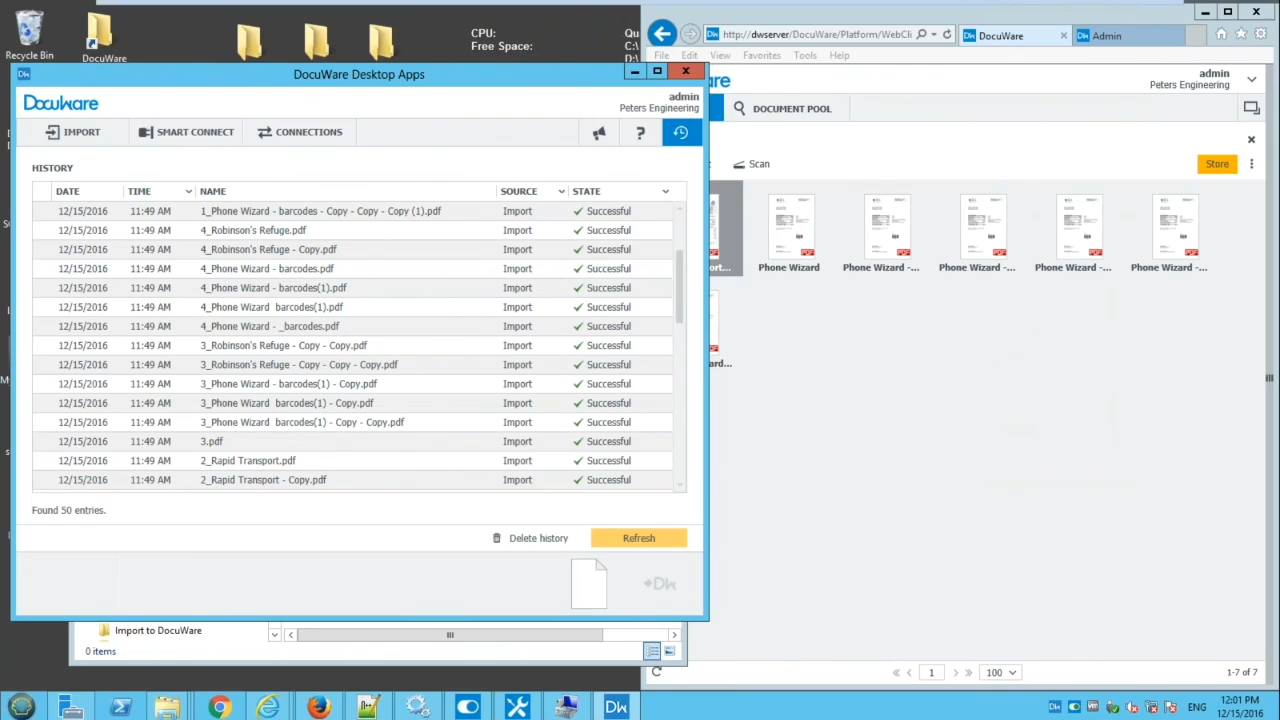 Recycle Bin
DocuWare
CPU:
Free Space:
Qu
C:\
D:\
http://dwserver/DocuWare/Platform/WebCli
DocuWare
Admin
File Edit View Favorites Tools Help
DocuWare Desktop Apps
DocuWare
admin
Peters Engineering
IMPORT
SMART CONNECT
CONNECTIONS
?
HISTORY
DATE TIME NAME SOURCE STATE
12/15/2016 11:49 AM 1_Phone Wizard - barcodes - Copy - Copy - Copy (1).pdf Import Successful
12/15/2016 11:49 AM 4_Robinson's Refuge.pdf Import Successful
12/15/2016 11:49 AM 4_Robinson's Refuge - Copy.pdf Import Successful
12/15/2016 11:49 AM 4_Phone Wizard - barcodes.pdf Import Successful
12/15/2016 11:49 AM 4_Phone Wizard - barcodes(1).pdf Import Successful
12/15/2016 11:49 AM 4_Phone Wizard  barcodes(1).pdf Import Successful
12/15/2016 11:49 AM 4_Phone Wizard - _barcodes.pdf Import Successful
12/15/2016 11:49 AM 3_Robinson's Refuge - Copy - Copy.pdf Import Successful
12/15/2016 11:49 AM 3_Robinson's Refuge - Copy - Copy - Copy.pdf Import Successful
12/15/2016 11:49 AM 3_Phone Wizard - barcodes(1) - Copy.pdf Import Successful
12/15/2016 11:49 AM 3_Phone Wizard  barcodes(1) - Copy.pdf Import Successful
12/15/2016 11:49 AM 3_Phone Wizard  barcodes(1) - Copy - Copy.pdf Import Successful
12/15/2016 11:49 AM 3.pdf Import Successful
12/15/2016 11:49 AM 2_Rapid Transport.pdf Import Successful
12/15/2016 11:49 AM 2_Rapid Transport - Copy.pdf Import Successful
Found 50 entries.
Delete history
Refresh
DW
Import to DocuWare
0 items
are
admin
Peters Engineering
DOCUMENT POOL
Scan
Store
ort...
Phone Wizard
Phone Wizard -...
Phone Wizard -...
Phone Wizard -...
Phone Wizard -...
ard...
1
100
1-7 of 7
ENG
12:01 PM
12/15/2016